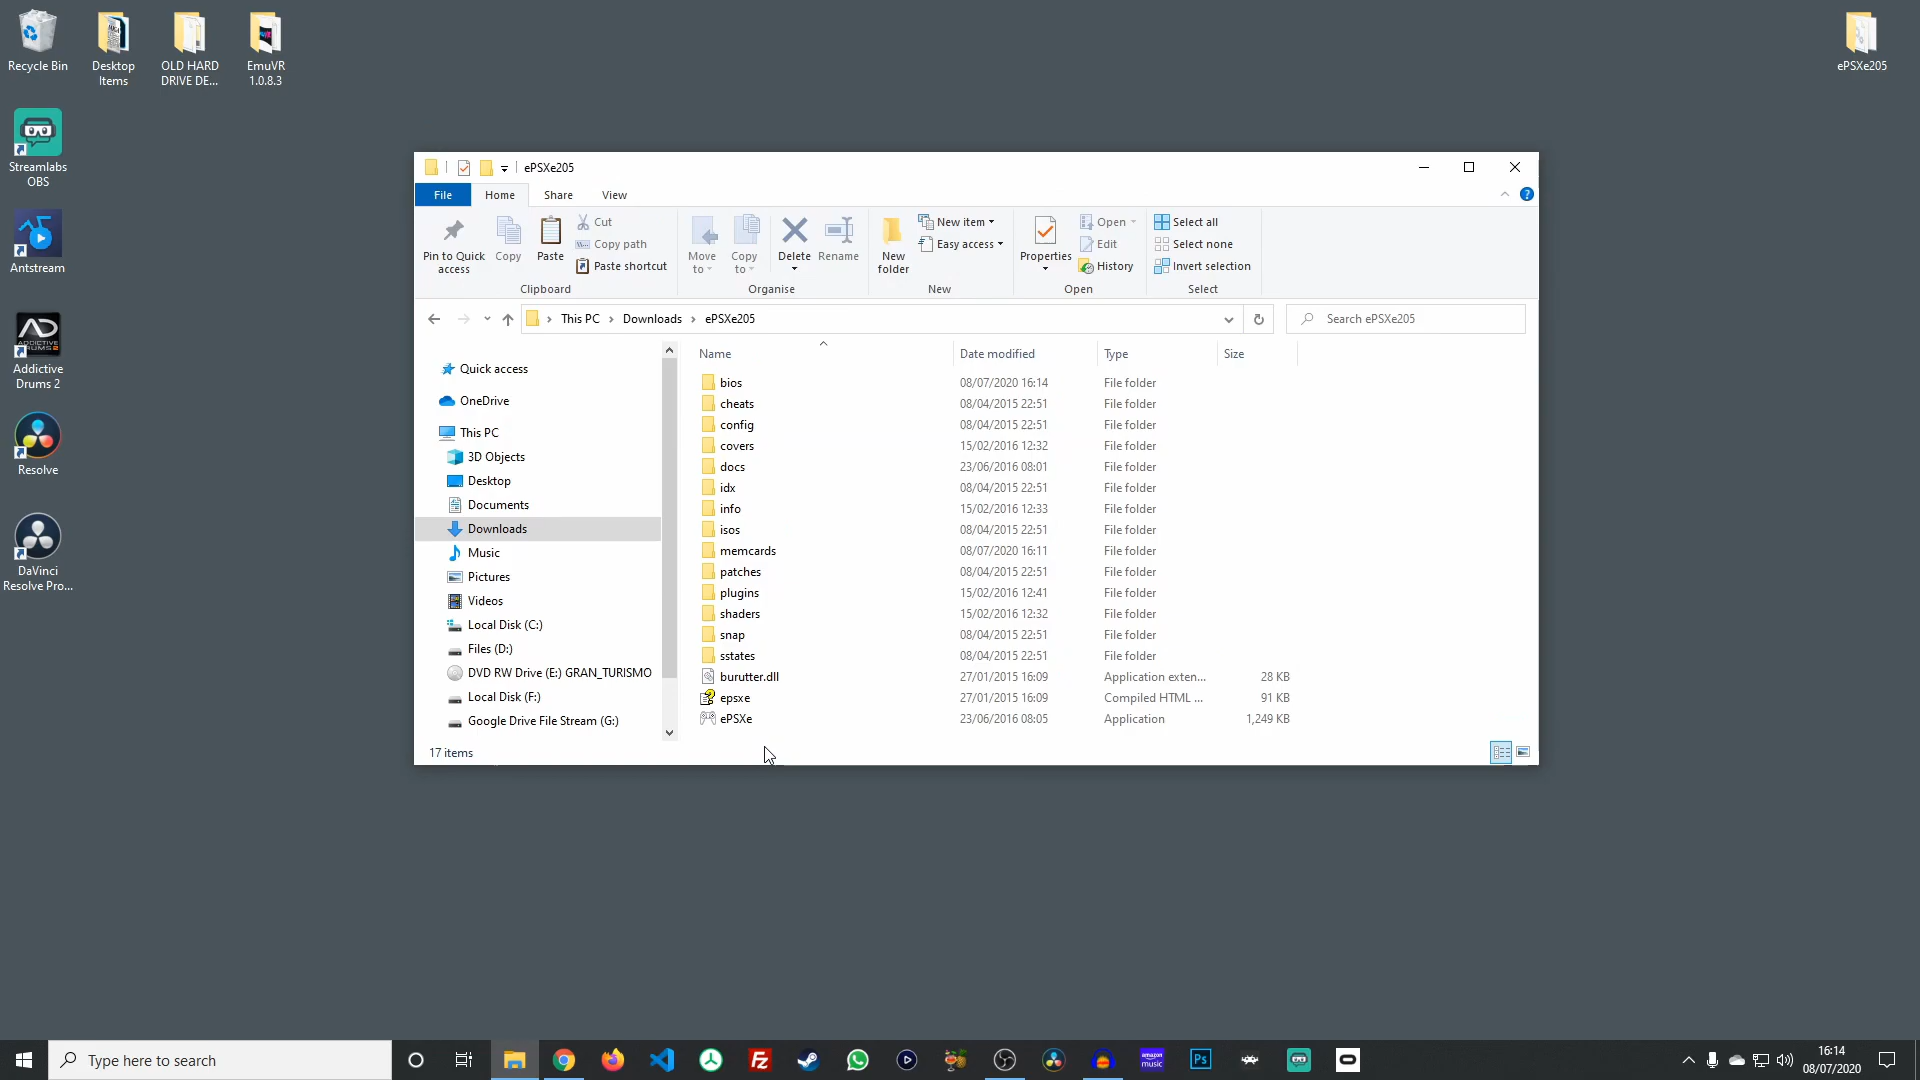 Recycle Bin
Desktop
Items
OLD HARD
DRIVE DE...
EmuVR
1.0.8.3
ePSXe205
Streamlabs
OBS
Antstream
ADDICTIVE
DRUMS 2
Addictive
Drums 2
Resolve
DaVinci
Resolve Pro...
ePSXe205
File
Home
Share
View
Pin to Quick
access
Copy
Paste
Cut
Copy path
Paste shortcut
Clipboard
Move
to
Copy
to
Delete
Rename
Organise
New
folder
New item
Easy access
New
Properties
Open
Edit
History
Open
Select all
Select none
Invert selection
Select
This PC
Downloads
ePSXe205
Search ePSXe205
Quick access
OneDrive
This PC
3D Objects
Desktop
Documents
Downloads
Music
Pictures
Videos
Local Disk (C:)
Files (D:)
DVD RW Drive (E:) GRAN_TURISMO
Local Disk (F:)
Google Drive File Stream (G:)
Name Date modified Type Size
bios 08/07/2020 16:14 File folder
cheats 08/04/2015 22:51 File folder
config 08/04/2015 22:51 File folder
covers 15/02/2016 12:32 File folder
docs 23/06/2016 08:01 File folder
idx 08/04/2015 22:51 File folder
info 15/02/2016 12:33 File folder
isos 08/04/2015 22:51 File folder
memcards 08/07/2020 16:11 File folder
patches 08/04/2015 22:51 File folder
plugins 15/02/2016 12:41 File folder
shaders 15/02/2016 12:32 File folder
snap 08/04/2015 22:51 File folder
sstates 08/04/2015 22:51 File folder
burutter.dll 27/01/2015 16:09 Application exten... 28 KB
epsxe 27/01/2015 16:09 Compiled HTML ... 91 KB
ePSXe 23/06/2016 08:05 Application 1,249 KB
17 items
Type here to search
amazon
music
Ps
16:14
08/07/2020